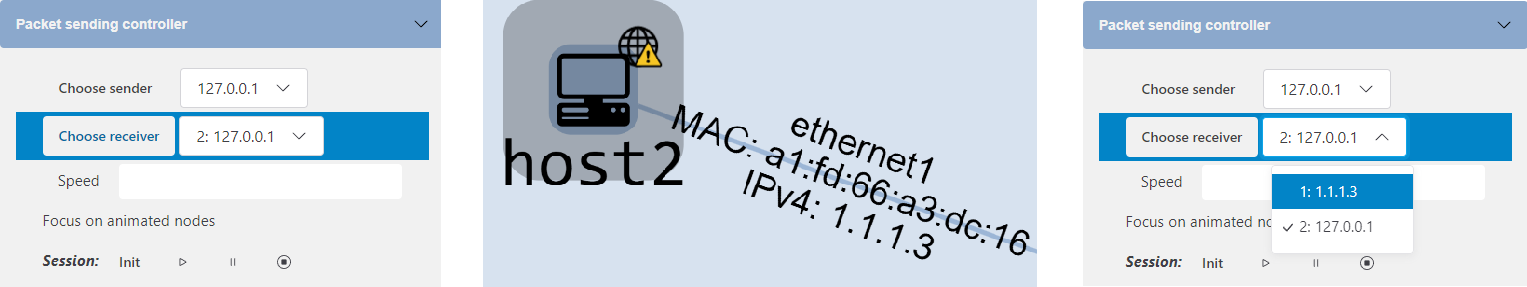 Packet sending controller
Choose sender 127.0.0.1
Choose receiver 2: 127.0.0.1
Speed
Focus on animated nodes
Session: Init
host2
ethernet1
MAC: a1:fd:66:a3:dc:16
IPv4: 1.1.1.3
Packet sending controller
Choose sender 127.0.0.1
Choose receiver 2: 127.0.0.1
Speed
1: 1.1.1.3
Focus on animated no
2: 127.0.0.1
Session: Init